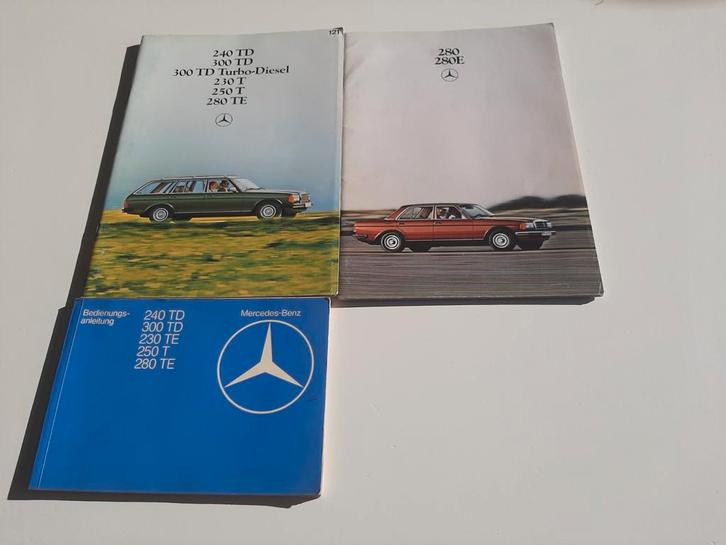 121
240 TD
300 TD
300 TD Turbo-Diesel
230 T
250 T
280 TE
280
280E
Bedienungs-
anleitung
240 TD
300 TD
230 TE
250 T
280 TE
Mercedes-Benz